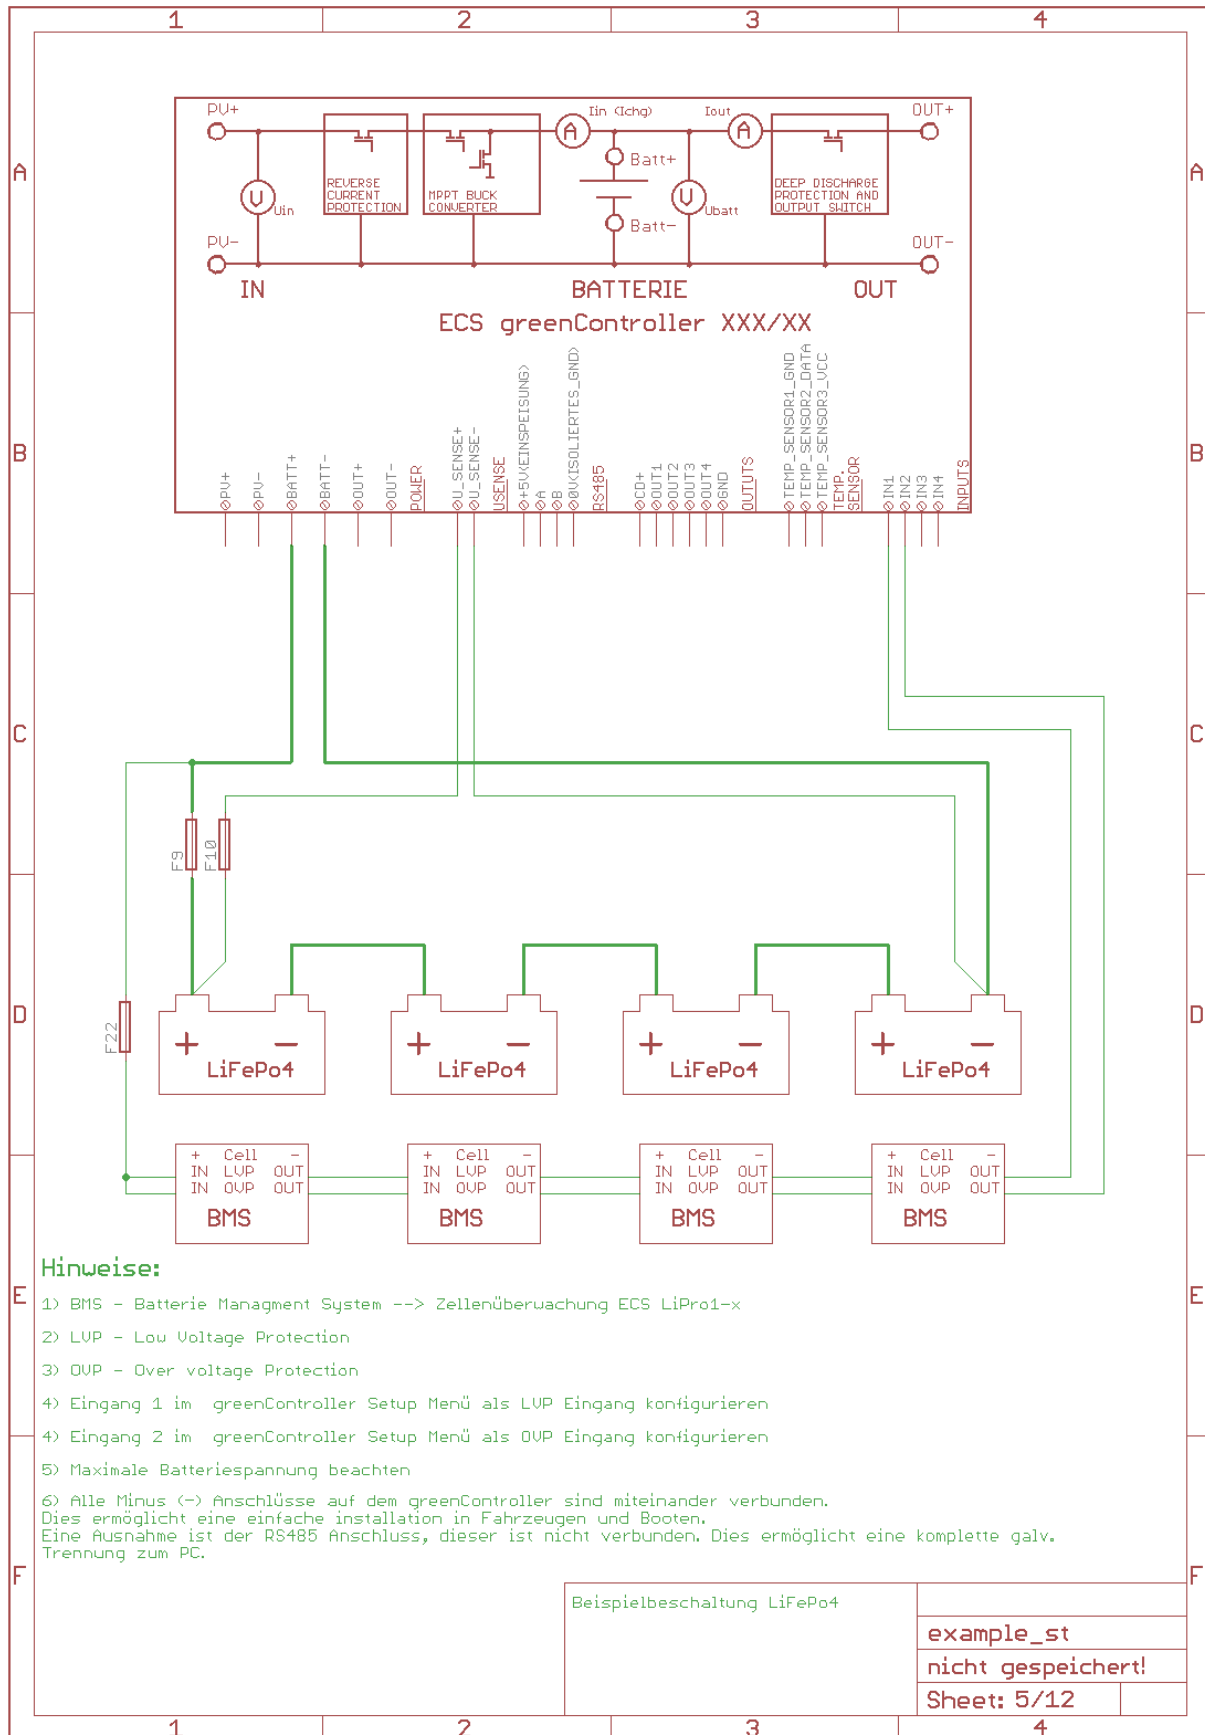 1 2 3 4
A A
PV+ Iin (Ichg) Iout OUT+
A A
Batt+
REVERSE CURRENT PROTECTION
MPPT BUCK CONVERTER
DEEP DISCHARGE PROTECTION AND OUTPUT SWITCH
V Uin
V Ubatt
Batt-
PV- OUT-
IN BATTERIE OUT
ECS greenController XXX/XX
B B
PV+
PV-
BATT+
BATT-
OUT+
OUT-
POWER
U_SENSE+
U_SENSE-
USENSE
+5V(EINSPEISUNG)
A
B
0V(ISOLIERTES_GND)
RS485
CD+
OUT1
OUT2
OUT3
OUT4
GND
OUTUTS
TEMP_SENSOR1_GND
TEMP_SENSOR2_DATA
TEMP_SENSOR3_VCC
TEMP.
SENSOR
IN1
IN2
IN3
IN4
INPUTS
C C
F9 F10
D D
F22
+ - + - + - + -
LiFePo4 LiFePo4 LiFePo4 LiFePo4
+ Cell - + Cell - + Cell - + Cell -
IN LVP OUT IN LVP OUT IN LVP OUT IN LVP OUT
IN OVP OUT IN OVP OUT IN OVP OUT IN OVP OUT
BMS BMS BMS BMS
Hinweise:
E E
1) BMS - Batterie Managment System --> Zellenüberwachung ECS LiPro1-x
2) LVP - Low Voltage Protection
3) OVP - Over voltage Protection
4) Eingang 1 im greenController Setup Menü als LVP Eingang konfigurieren
4) Eingang 2 im greenController Setup Menü als OVP Eingang konfigurieren
5) Maximale Batteriespannung beachten
6) Alle Minus (-) Anschlüsse auf dem greenController sind miteinander verbunden.
Dies ermöglicht eine einfache installation in Fahrzeugen und Booten.
Eine Ausnahme ist der RS485 Anschluss, dieser ist nicht verbunden. Dies ermöglicht eine komplette galv.
Trennung zum PC.
F F
Beispielbeschaltung LiFePo4
example_st
nicht gespeichert!
Sheet: 5/12
1 2 3 4